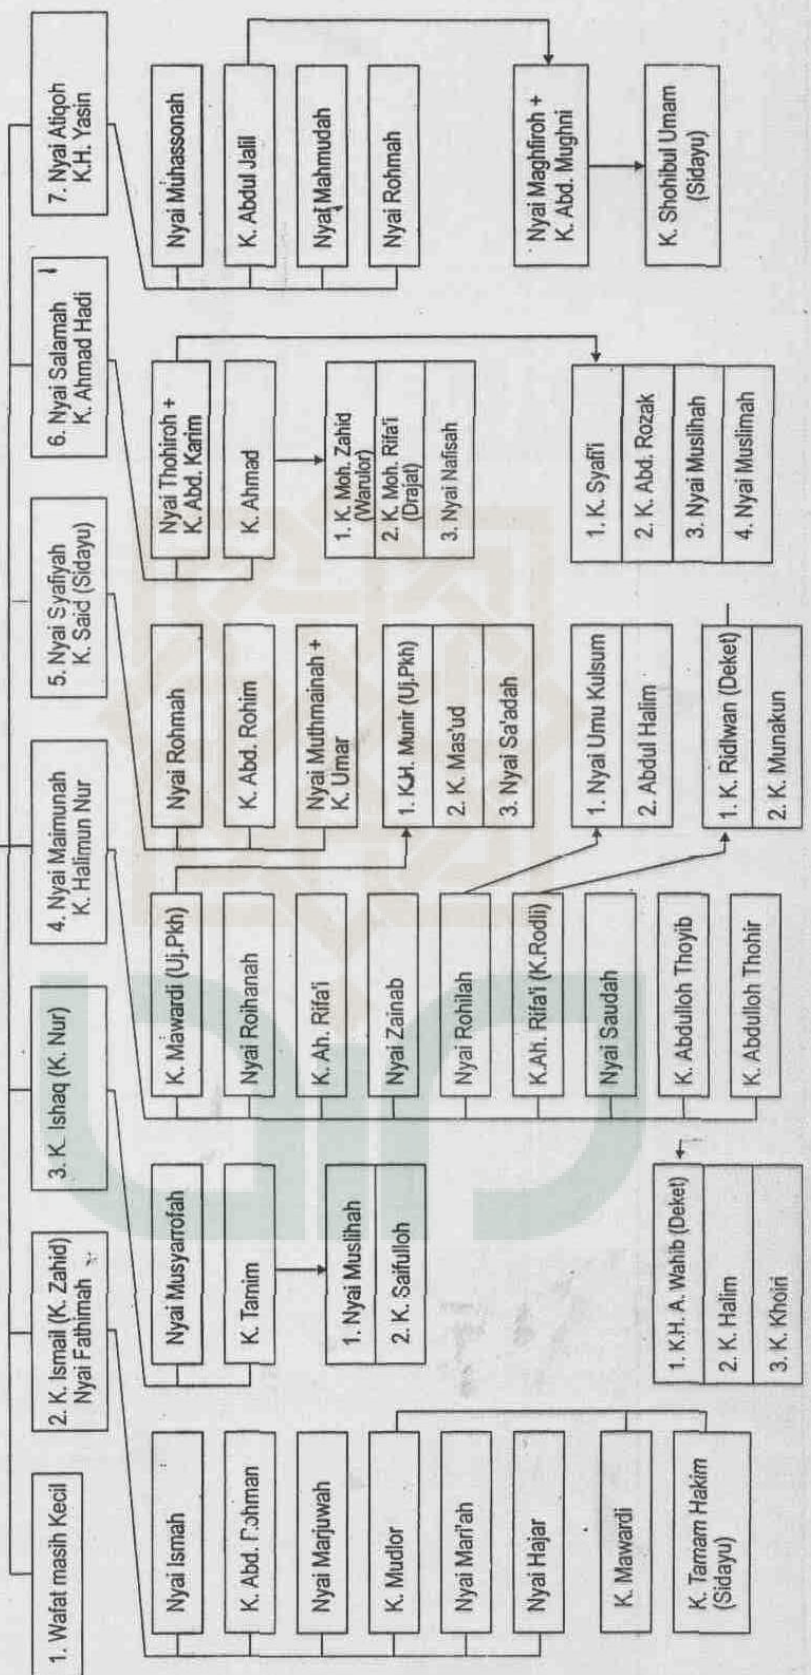 1. Wafat masih Kecil
2. K. Ismail (K. Zahid)
Nyai Fathimah
3. K. Ishaq (K. Nur)
4. Nyai Maimunah
K. Halimun Nur
5. Nyai Syafiyah
K. Said (Sidayu)
6. Nyai Salamah
K. Ahmad Hadi
7. Nyai Atiqoh
K.H. Yasin
Nyai Ismah
K. Abd. Rohman
Nyai Marjuwah
K. Mudlor
Nyai Mari'ah
Nyai Hajar
K. Mawardi
K. Tamam Hakim
(Sidayu)
Nyai Musyarrofah
K. Tamim
1. Nyai Muslihah
2. K. Saifulloh
1. K.H. A. Wahib (Deket)
2. K. Halim
3. K. Khoiri
K. Mawardi (Uj.Pkh)
Nyai Roihanah
K. Ah. Rifa'i
Nyai Zainab
Nyai Rohilah
K.Ah. Rifa'i (K.Rodli)
Nyai Saudah
K. Abdulloh Thoyib
K. Abdulloh Thohir
Nyai Rohmah
K. Abd. Rohim
Nyai Muthmainah +
K. Umar
1. K.H. Munir (Uj.Pkh)
2. K. Mas'ud
3. Nyai Sa'adah
1. Nyai Umu Kulsum
2. Abdul Halim
1. K. Ridlwan (Deket)
2. K. Munakun
Nyai Thohiroh +
K. Abd. Karim
K. Ahmad
1. K. Moh. Zahid
(Warulor)
2. K. Moh. Rifa'i
(Drajat)
3. Nyai Nafisah
1. K. Syafi'i
2. K. Abd. Rozak
3. Nyai Muslihah
4. Nyai Muslimah
Nyai Muhassonah
K. Abdul Jalil
Nyai Mahmudah
Nyai Rohmah
Nyai Maghfiroh +
K. Abd. Mughni
K. Shohibul Umam
(Sidayu)